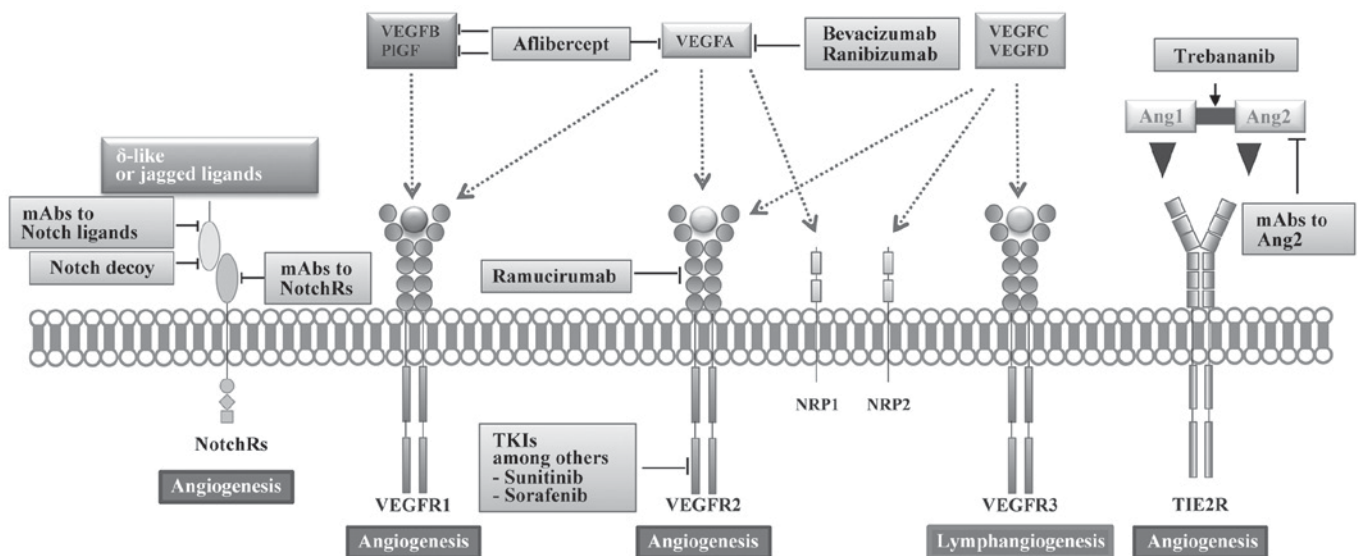 VEGFB
PlGF
Aflibercept
VEGFA
Bevacizumab
Ranibizumab
VEGFC
VEGFD
Trebananib
Ang1
Ang2
δ-like
or jagged ligands
mAbs to
Notch ligands
Notch decoy
mAbs to
NotchRs
Ramucirumab
mAbs to
Ang2
NRP1
NRP2
NotchRs
Angiogenesis
TKIs
among others
- Sunitinib
- Sorafenib
VEGFR1
Angiogenesis
VEGFR2
Angiogenesis
VEGFR3
Lymphangiogenesis
TIE2R
Angiogenesis